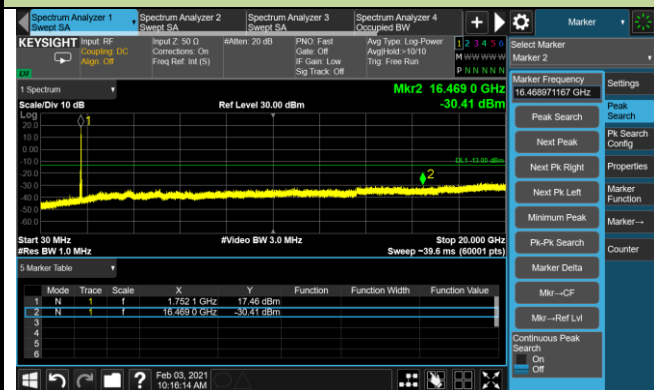 Spectrum Analyzer 1
Swept SA
Spectrum Analyzer 2
Swept SA
Spectrum Analyzer 3
Swept SA
Spectrum Analyzer 4
Occupied BW
+
Marker
KEYSIGHT
Input: RF
Coupling: DC
Align: Off
Input Z: 50 Ω
Corrections: On
Freq Ref: Int (S)
#Atten: 20 dB
PNO: Fast
Gate: Off
IF Gain: Low
Sig Track: Off
Avg Type: Log-Power
Avg|Hold:>10/10
Trig: Free Run
1 2 3 4 5 6
M W W W W W
P N N N N N
Select Marker
Marker 2
1 Spectrum
Scale/Div 10 dB
Ref Level 30.00 dBm
Mkr2 16.469 0 GHz
-30.41 dBm
Log
20.0
10.0
0.00
-10.0
-20.0
-30.0
-40.0
-50.0
-60.0
1
DL1 -13.00 dBm
2
Start 30 MHz
#Res BW 1.0 MHz
#Video BW 3.0 MHz
Stop 20.000 GHz
Sweep ~39.6 ms (60001 pts)
5 Marker Table
Mode Trace Scale X Y Function Function Width Function Value
1 N 1 f 1.752 1 GHz 17.46 dBm
2 N 1 f 16.469 0 GHz -30.41 dBm
3
4
5
6
Marker Frequency
16.468971167 GHz
Peak Search
Next Peak
Next Pk Right
Next Pk Left
Minimum Peak
Pk-Pk Search
Marker Delta
Mkr→CF
Mkr→Ref Lvl
Continuous Peak
Search
On
Off
Settings
Peak
Search
Pk Search
Config
Properties
Marker
Function
Marker→
Counter
?
Feb 03, 2021
10:16:14 AM